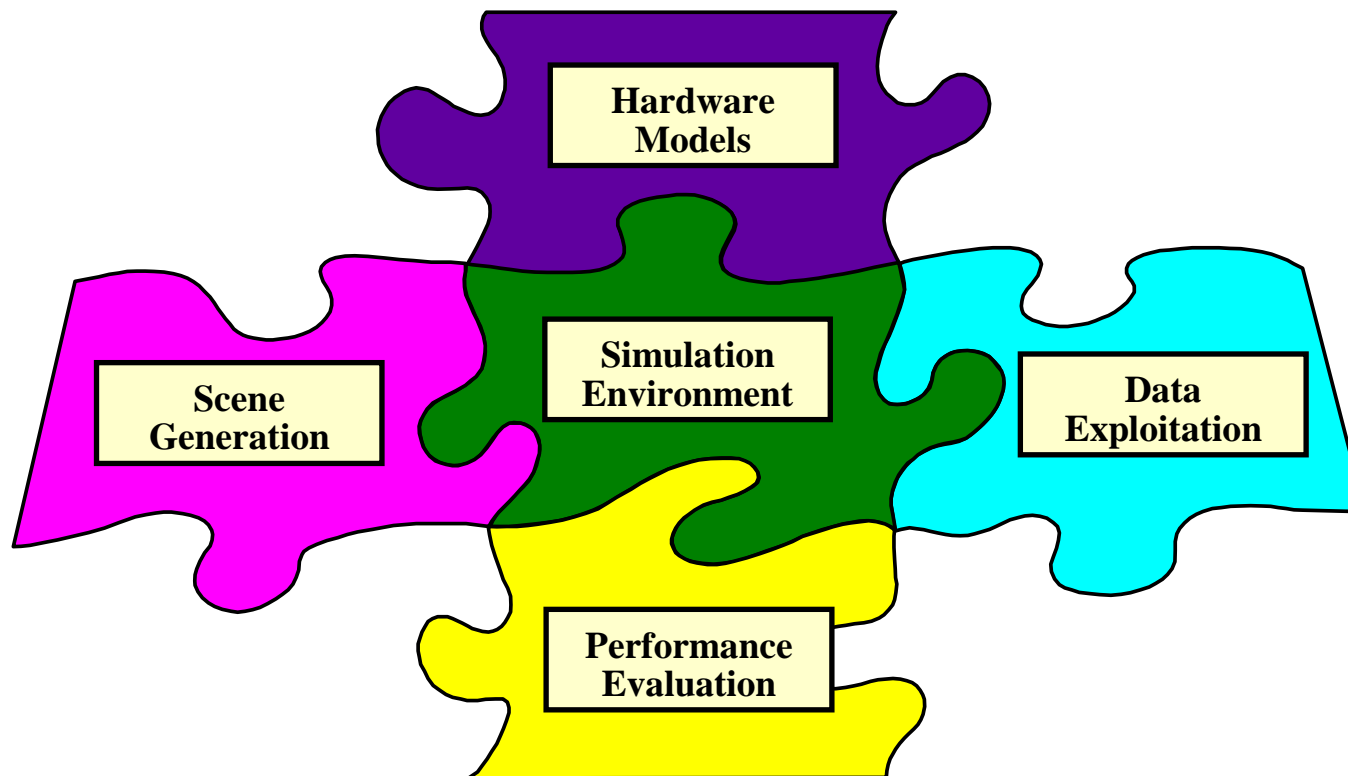 Hardware
Models
Simulation
Environment
Scene
Generation
Data
Exploitation
Performance
Evaluation